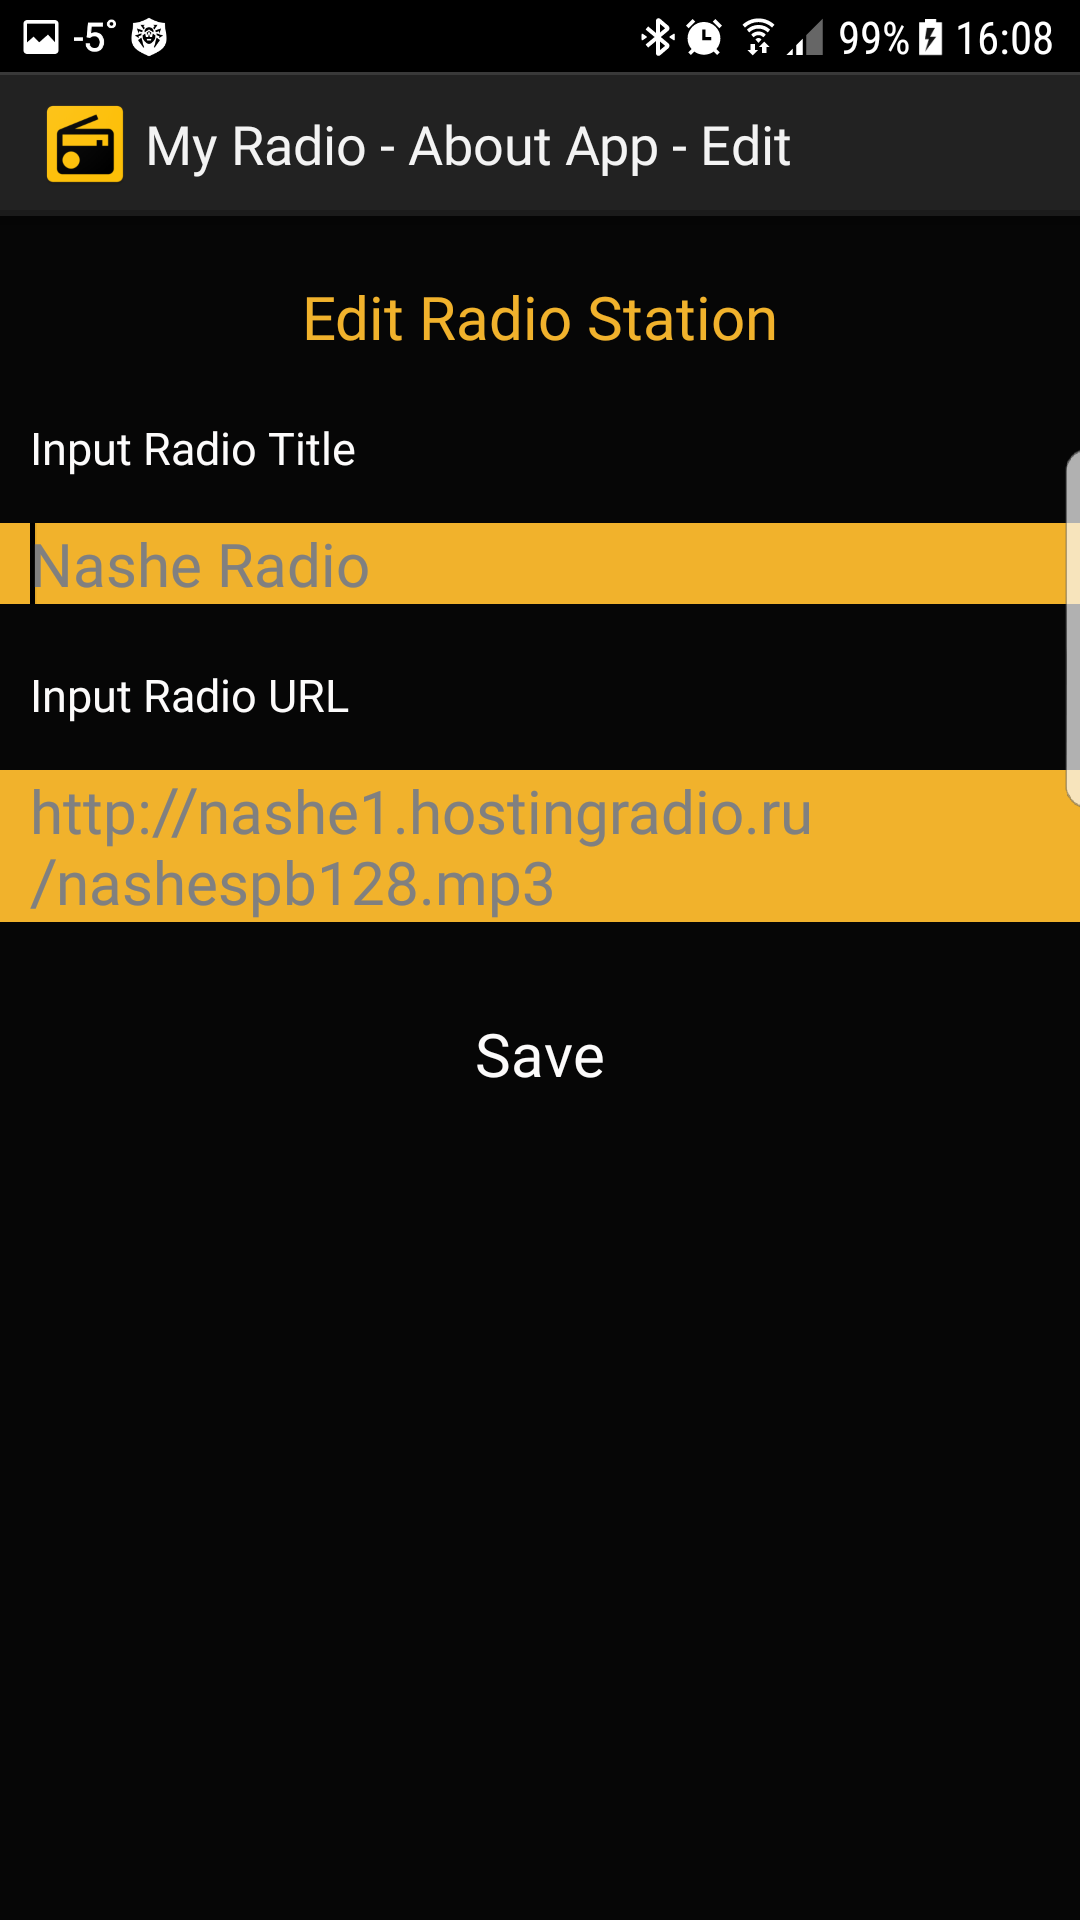 -5° 99% 16:08
My Radio - About App - Edit
Edit Radio Station
Input Radio Title
Nashe Radio
Input Radio URL
http://nashe1.hostingradio.ru
/nashespb128.mp3
Save